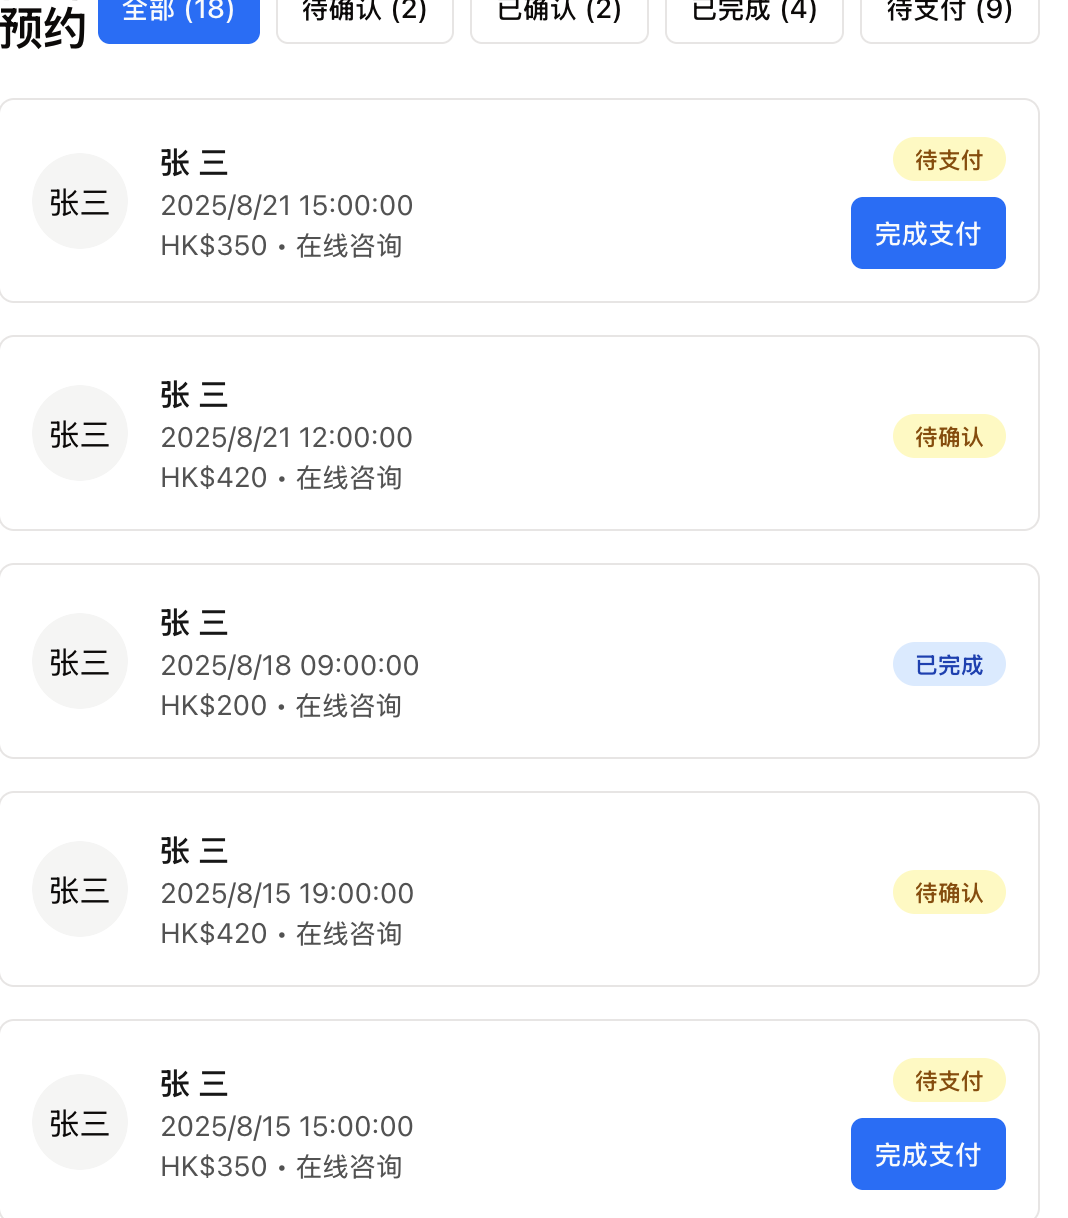 预约
全部 (18)
待确认 (2)
已确认 (2)
已完成 (4)
待支付 (9)
张三
张 三
2025/8/21 15:00:00
HK$350 • 在线咨询
待支付
完成支付
张三
张 三
2025/8/21 12:00:00
HK$420 • 在线咨询
待确认
张三
张 三
2025/8/18 09:00:00
HK$200 • 在线咨询
已完成
张三
张 三
2025/8/15 19:00:00
HK$420 • 在线咨询
待确认
张三
张 三
2025/8/15 15:00:00
HK$350 • 在线咨询
待支付
完成支付